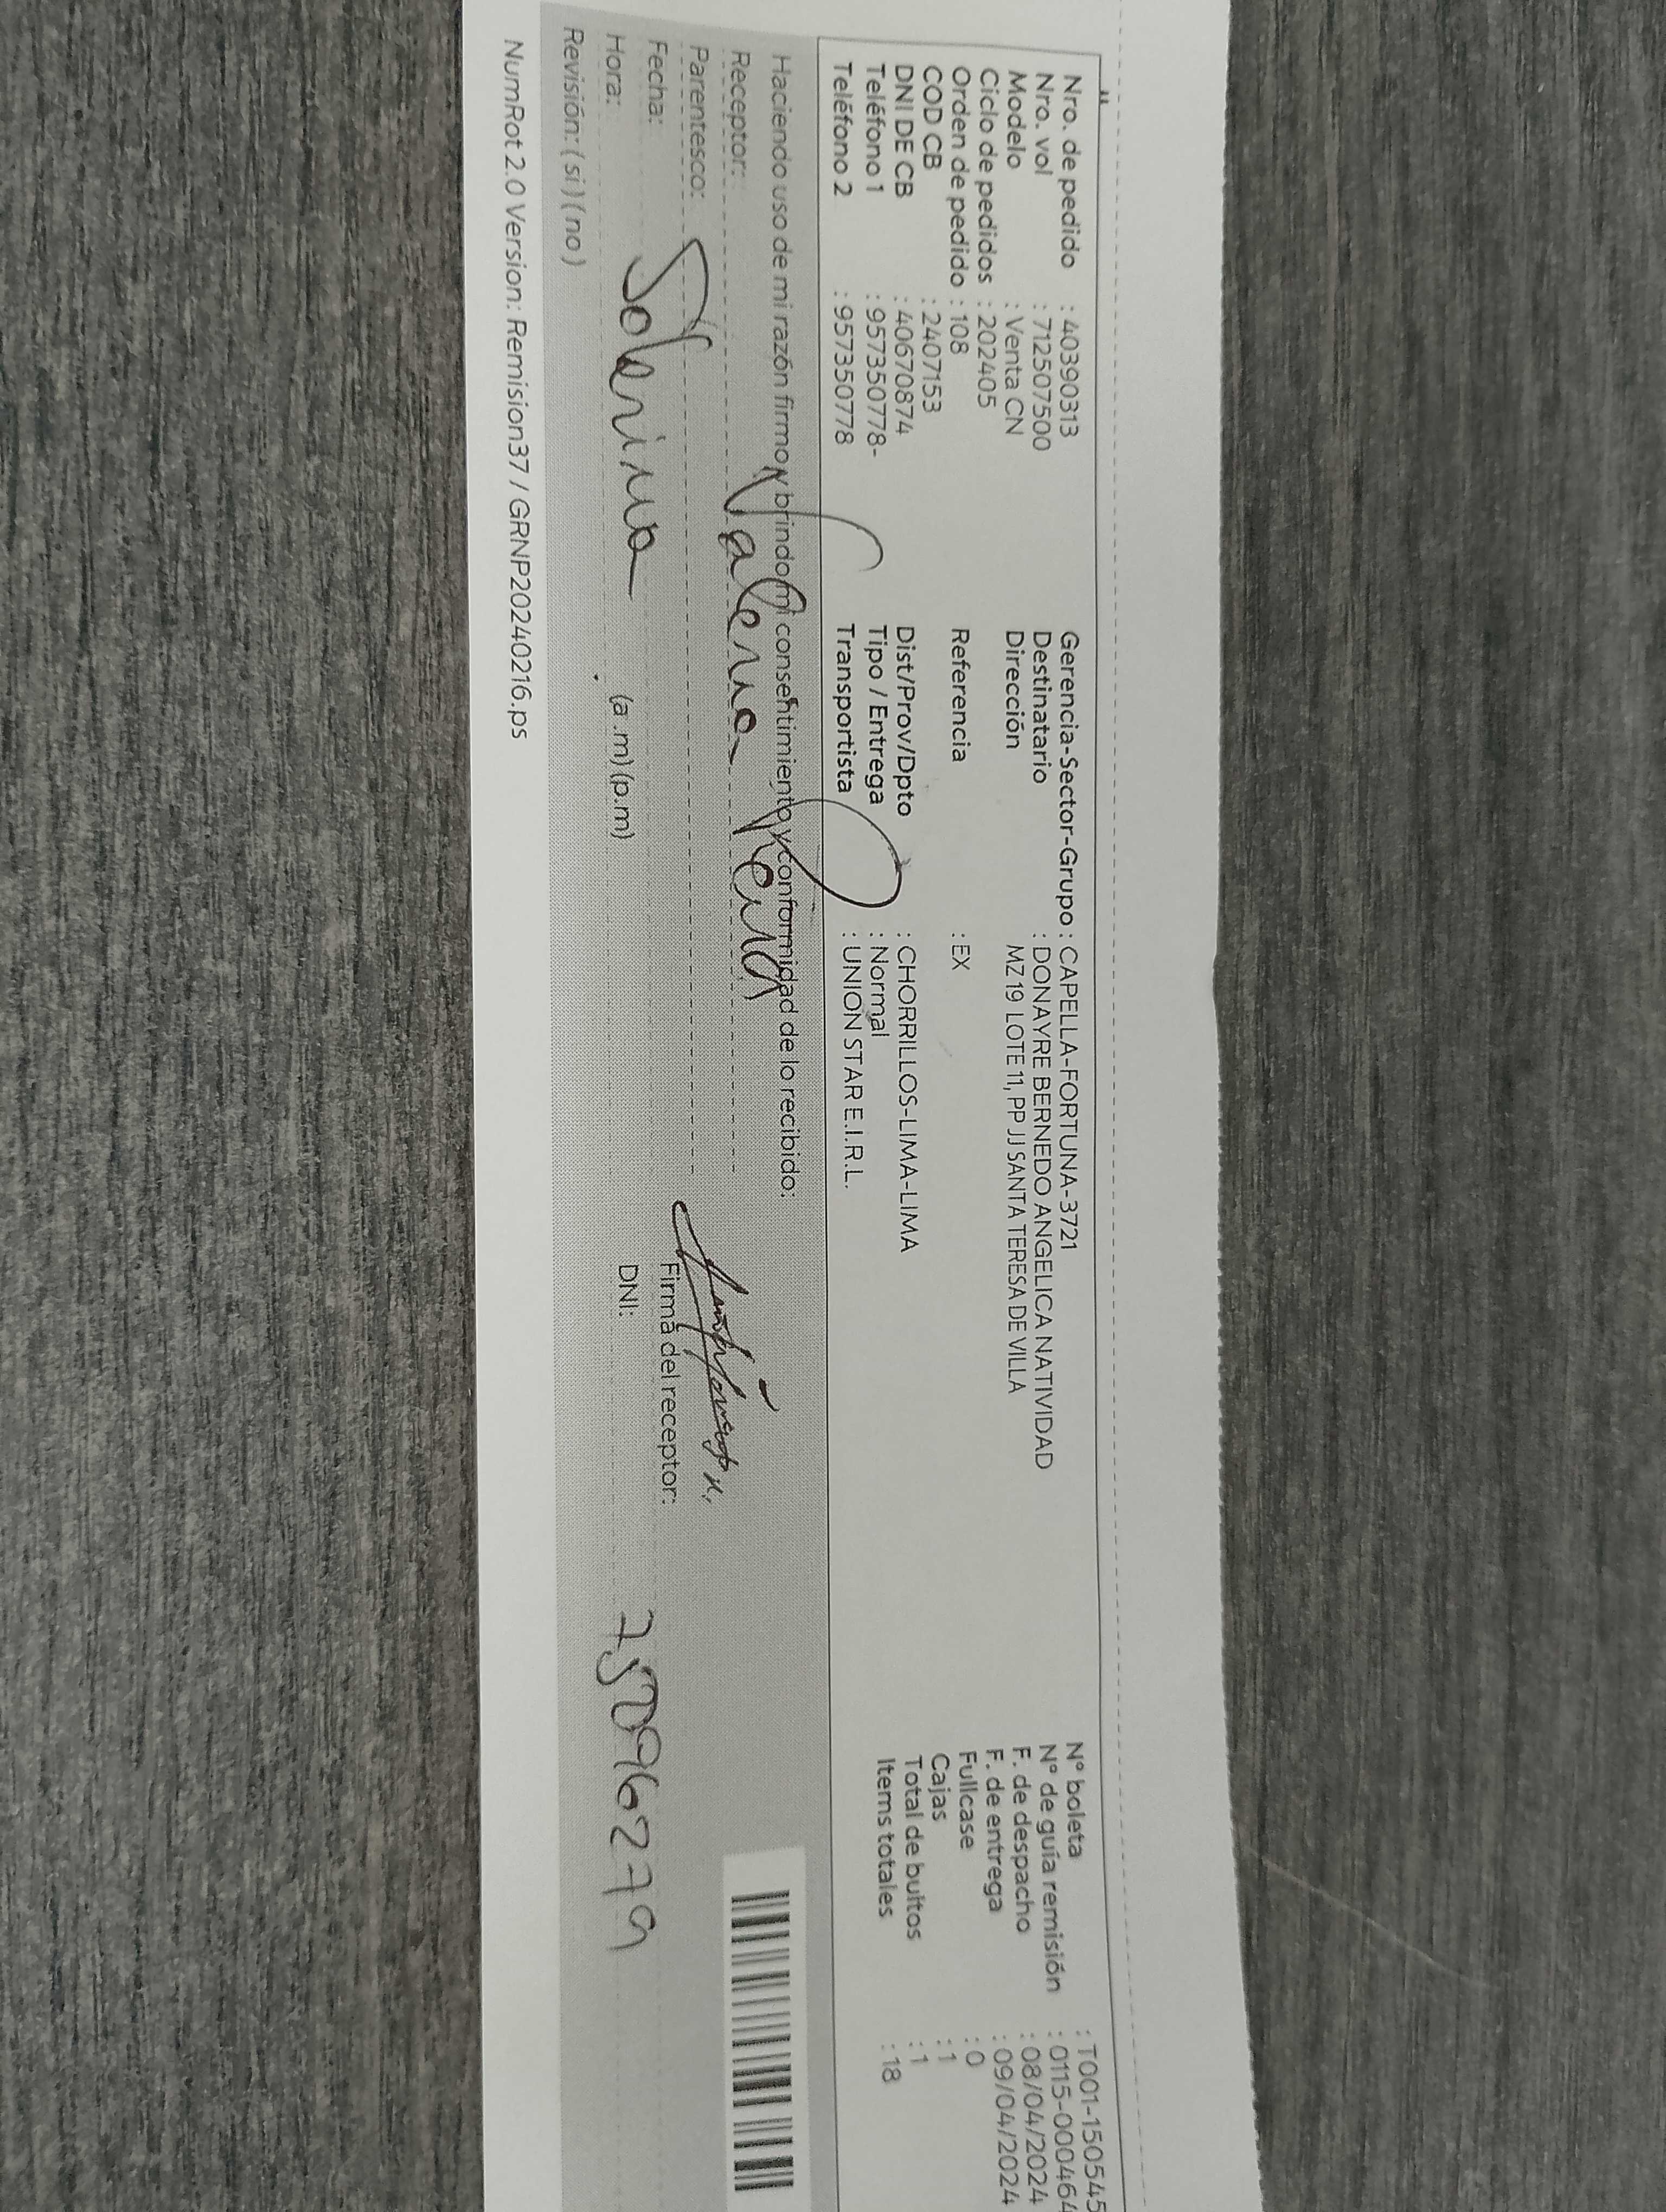 Nro. de pedido : 40390313
Nro. vol : 712507500
Modelo : Venta CN
Ciclo de pedidos : 202405
Orden de pedido : 108
COD CB : 2407153
DNI DE CB : 40670874
Teléfono 1 : 957350778-
Teléfono 2 : 957350778
Gerencia-Sector-Grupo : CAPELLA-FORTUNA-3721
Destinatario : DONAYRE BERNEDO ANGELICA NATIVIDAD
Dirección MZ 19 LOTE 11, PP JJ SANTA TERESA DE VILLA
Referencia : EX
Dist/Prov/Dpto : CHORRILLOS-LIMA-LIMA
Tipo / Entrega : Normal
Transportista : UNION STAR E.I.R.L.
N° boleta : T001-150545
N° de guía remisión : 0115-000464
F. de despacho : 08/04/2024
F. de entrega : 09/04/2024
Fullcase : 0
Cajas : 1
Total de bultos : 1
Items totales : 18
Haciendo uso de mi razón firmo y brindo mi consentimiento y conformidad de lo recibido:
Receptor: Valeria
Parentesco: Sobrina
Fecha:
Hora: (a.m) (p.m)
Revisión: ( si ) ( no )
Firma del receptor:
DNI: 75096279
NumRot 2.0 Version: Remision37 / GRNP20240216.ps